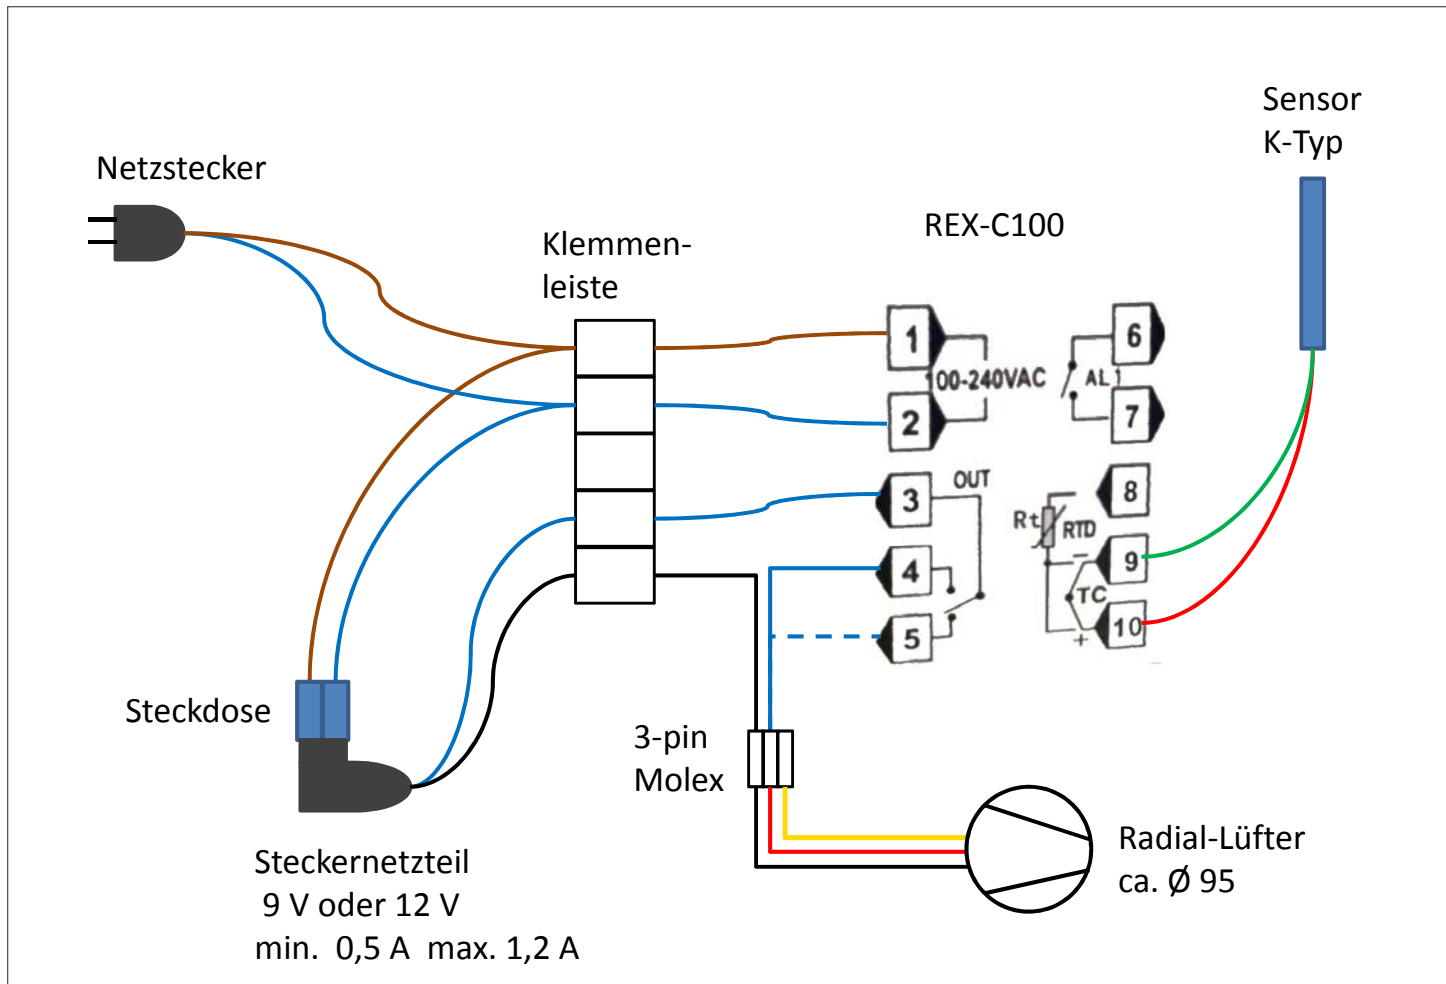 Sensor
K-Typ
Netzstecker
REX-C100
Klemmen-
leiste
1
00-240VAC
2
6
AL1
7
3
OUT
4
5
8
Rt
RTD
-
9
TC
+
10
Steckdose
3-pin
Molex
Steckernetzteil
9 V oder 12 V
min. 0,5 A max. 1,2 A
Radial-Lüfter
ca. Ø 95